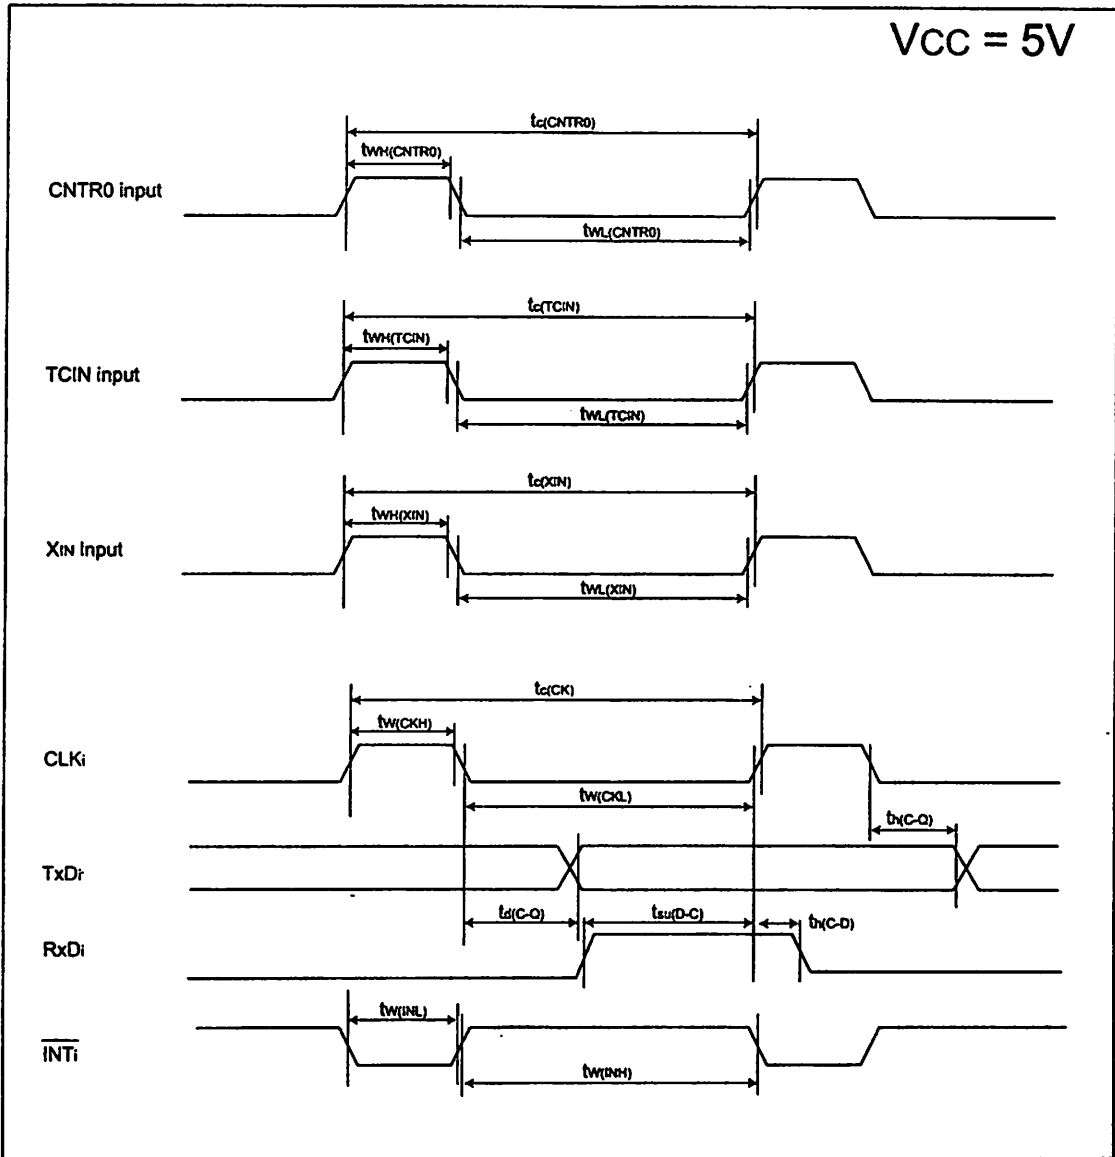 VCC = 5V
tc(CNTR0)
tWH(CNTR0)
CNTR0 input
tWL(CNTR0)
tc(TCIN)
tWH(TCIN)
TCIN input
tWL(TCIN)
tc(XIN)
tWH(XIN)
XIN input
tWL(XIN)
tc(CK)
tW(CKH)
CLKi
tW(CKL)
th(C-Q)
TxDi
td(C-Q)
tsu(D-C)
th(C-D)
RxDi
tW(INL)
INTi
tW(INH)